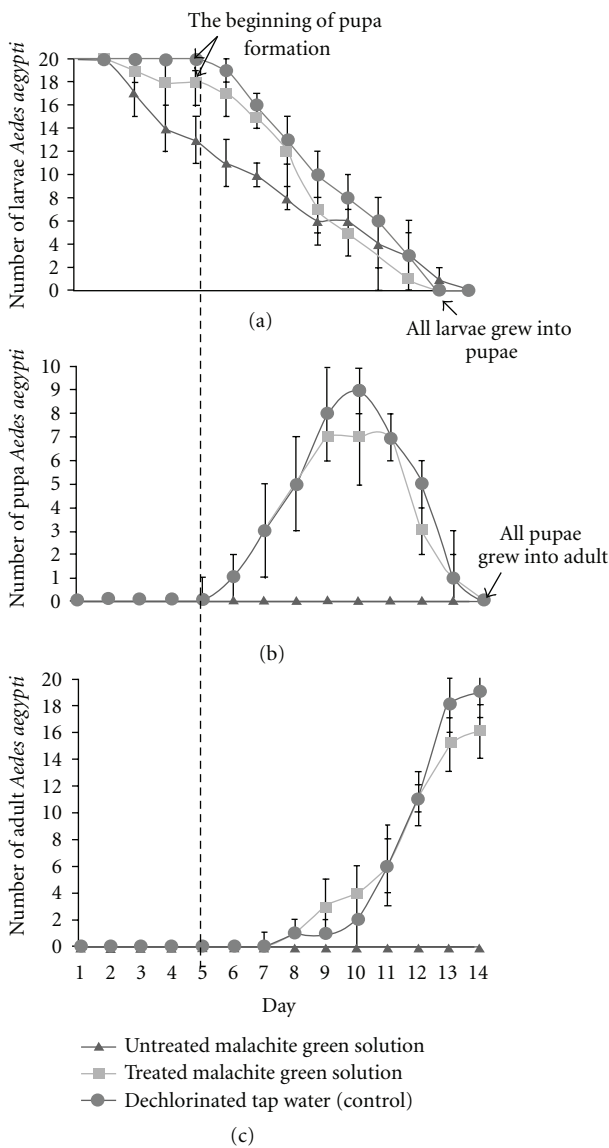 The beginning of pupa
formation
Number of larvae Aedes aegypti
20
18
16
14
12
10
8
6
4
2
0
(a)
All larvae grew into
pupae
Number of pupa Aedes aegypti
10
9
8
7
6
5
4
3
2
1
0
All pupae
grew into adult
(b)
Number of adult Aedes aegypti
20
18
16
14
12
10
8
6
4
2
0
1 2 3 4 5 6 7 8 9 10 11 12 13 14
Day
Untreated malachite green solution
Treated malachite green solution
Dechlorinated tap water (control)
(c)